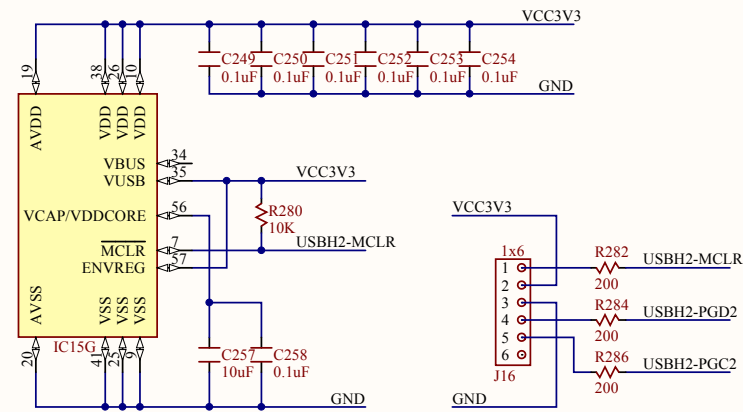 VCC3V3
C249 C250 C251 C252 C253 C254
0.1uF 0.1uF 0.1uF 0.1uF 0.1uF 0.1uF
GND
19 38 26 10
AVDD VDD VDD VDD
VBUS 34
VUSB 35 VCC3V3
R280
10K
VCAP/VDDCORE 56
MCLR 7 USBH2-MCLR
ENVREG 57
AVSS VSS VSS VSS
IC15G
20 41 25 9
C257 C258
10uF 0.1uF
GND
VCC3V3
1x6
1 R282 USBH2-MCLR
200
2
3
4 R284 USBH2-PGD2
200
5
6 R286 USBH2-PGC2
200
J16
GND